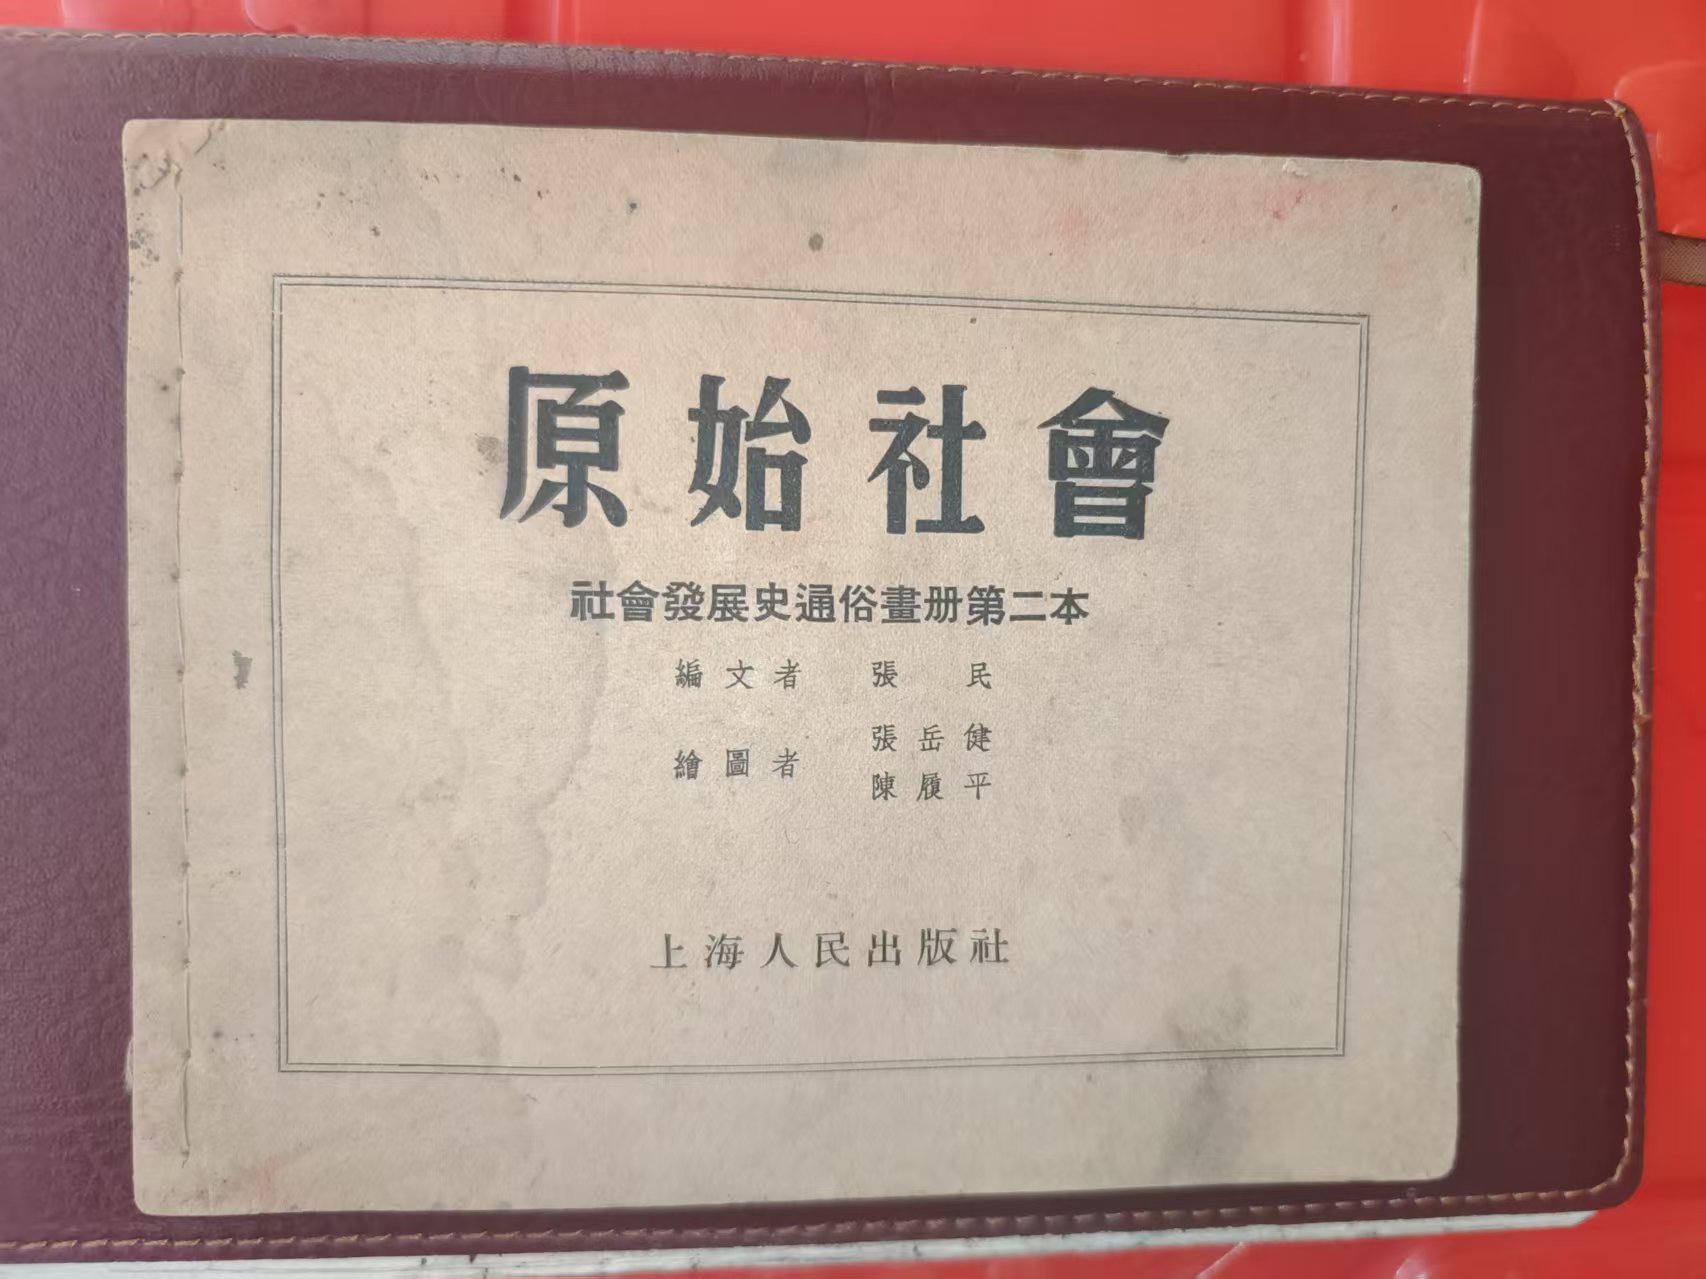 原始社會
社會發展史通俗畫册第二本
編文者 張民
繪圖者 張岳健
陳履平
上海人民出版社